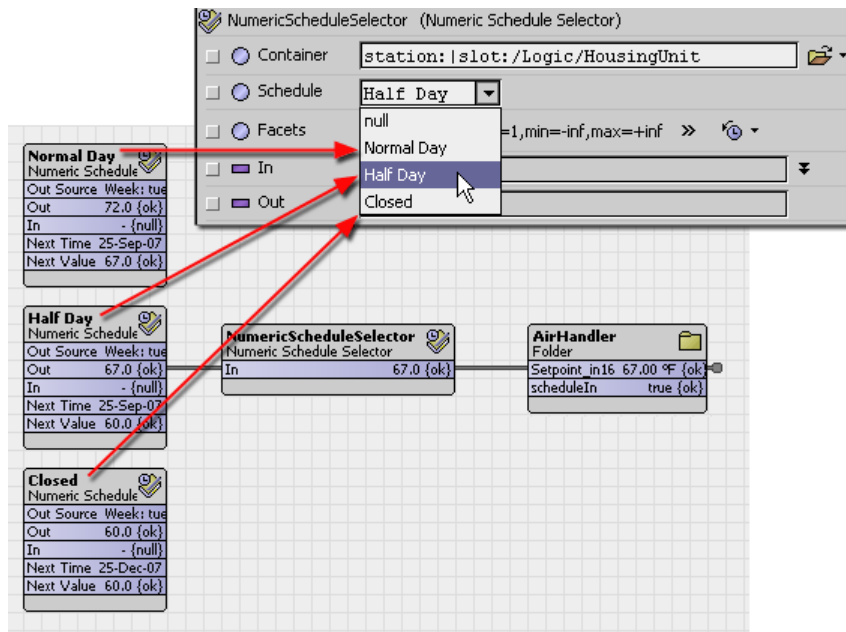 NumericScheduleSelector (Numeric Schedule Selector)
Container station:|slot:/Logic/HousingUnit
Schedule Half Day
null
Facets =1,min=-inf,max=+inf »
Normal Day
In
Half Day
Out
Closed
Normal Day
Numeric Schedule
Out Source Week: tue
Out 72.0 {ok}
In - {null}
Next Time 25-Sep-07
Next Value 67.0 {ok}
Half Day
Numeric Schedule
Out Source Week: tue
Out 67.0 {ok}
In - {null}
Next Time 25-Sep-07
Next Value 60.0 {ok}
NumericScheduleSelector
Numeric Schedule Selector
In 67.0 {ok}
AirHandler
Folder
Setpoint_in16 67.00 ºF {ok}
scheduleIn true {ok}
Closed
Numeric Schedule
Out Source Week: tue
Out 60.0 {ok}
In - {null}
Next Time 25-Dec-07
Next Value 60.0 {ok}